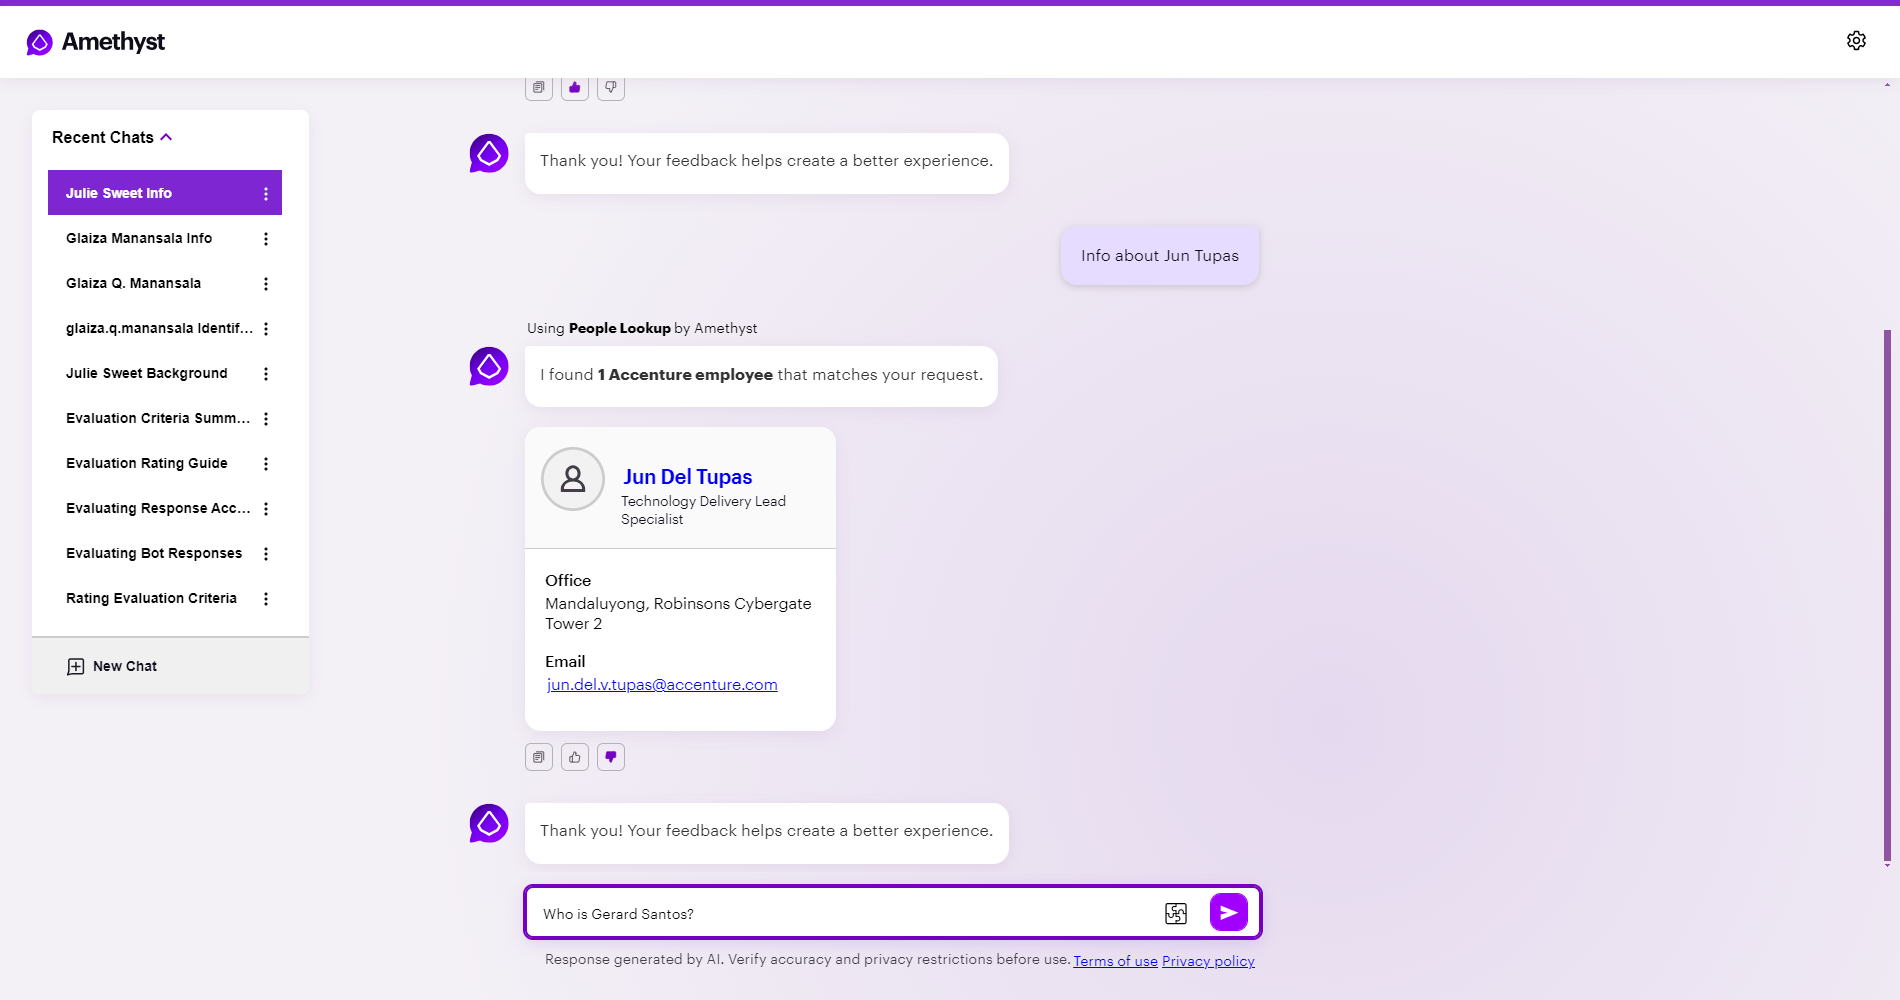 Amethyst
Recent Chats
Julie Sweet Info
Glaiza Manansala Info
Glaiza Q. Manansala
glaiza.q.manansala Identif...
Julie Sweet Background
Evaluation Criteria Summ...
Evaluation Rating Guide
Evaluating Response Acc...
Evaluating Bot Responses
Rating Evaluation Criteria
New Chat
Thank you! Your feedback helps create a better experience.
Info about Jun Tupas
Using People Lookup by Amethyst
I found 1 Accenture employee that matches your request.
Jun Del Tupas
Technology Delivery Lead
Specialist
Office
Mandaluyong, Robinsons Cybergate
Tower 2
Email
jun.del.v.tupas@accenture.com
Thank you! Your feedback helps create a better experience.
Who is Gerard Santos?
Response generated by AI. Verify accuracy and privacy restrictions before use. Terms of use Privacy policy